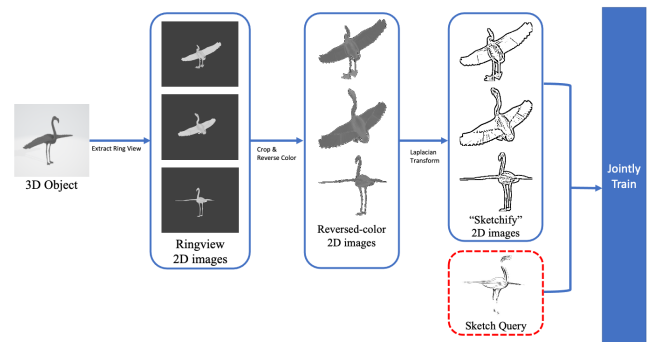 3D Object
Extract Ring View
Ringview
2D images
Crop &
Reverse Color
Reversed-color
2D images
Laplacian
Transform
“Sketchify”
2D images
Sketch Query
Jointly
Train